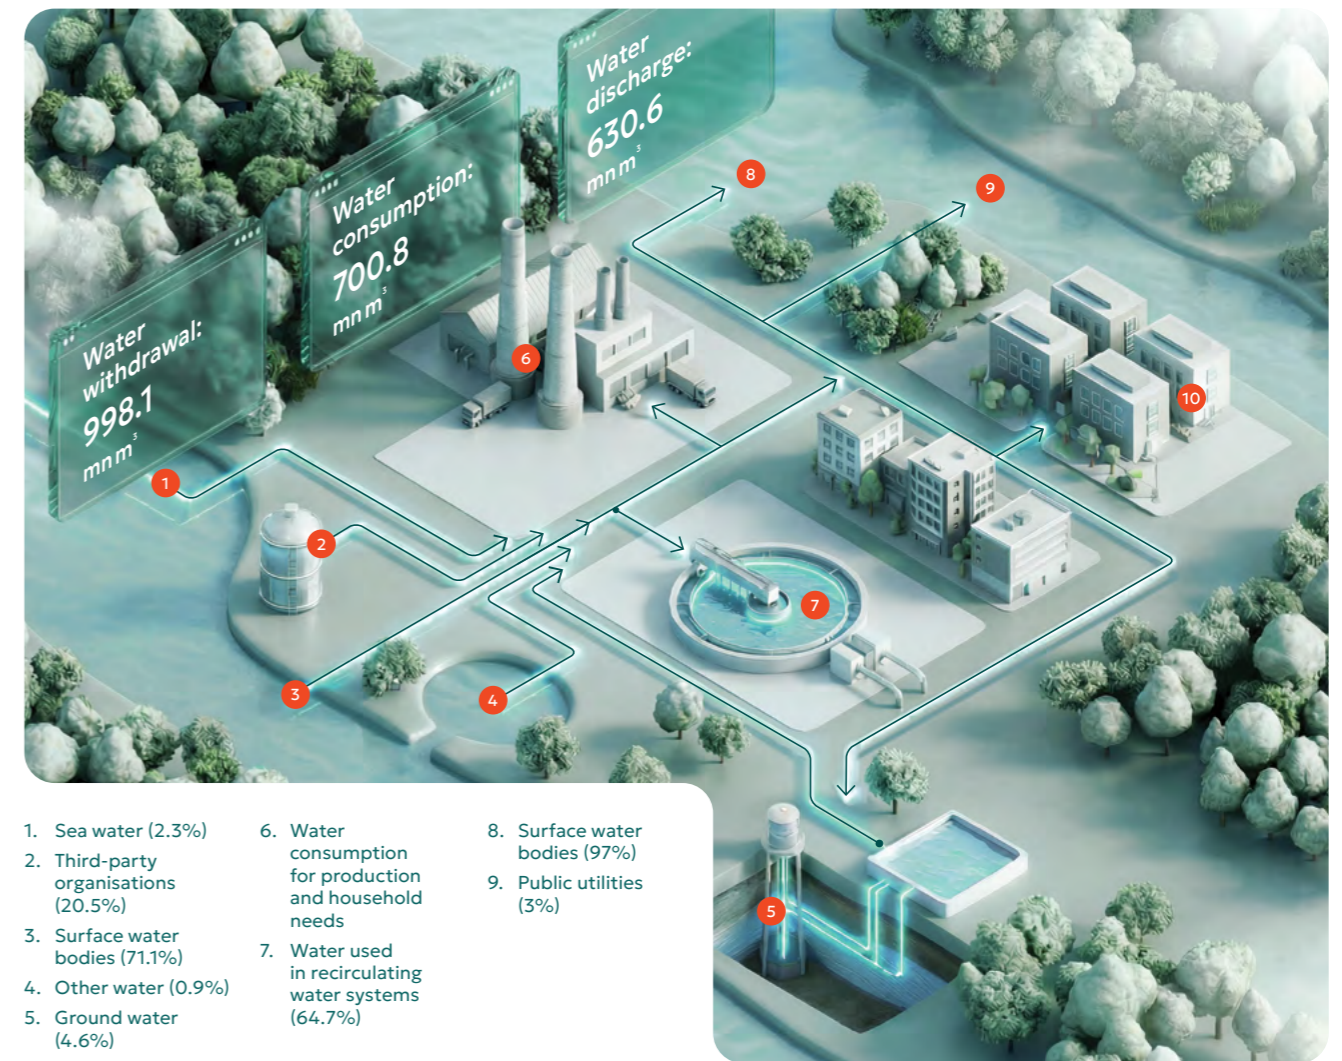 Water
withdrawal:
998.1
mn m³
Water
consumption:
700.8
mn m³
Water
discharge:
630.6
mn m³
1
2
3
4
5
6
7
8
9
10
1. Sea water (2.3%)
2. Third-party
organisations
(20.5%)
3. Surface water
bodies (71.1%)
4. Other water (0.9%)
5. Ground water
(4.6%)
6. Water
consumption
for production
and household
needs
7. Water used
in recirculating
water systems
(64.7%)
8. Surface water
bodies (97%)
9. Public utilities
(3%)